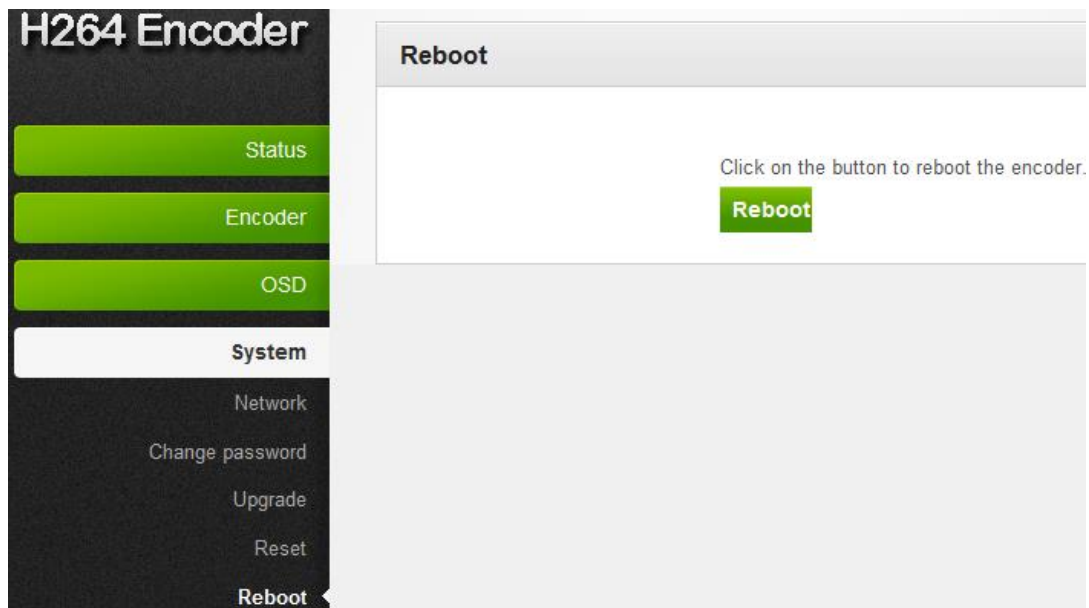 H264 Encoder
Status
Encoder
OSD
System
Network
Change password
Upgrade
Reset
Reboot
Reboot
Click on the button to reboot the encoder.
Reboot